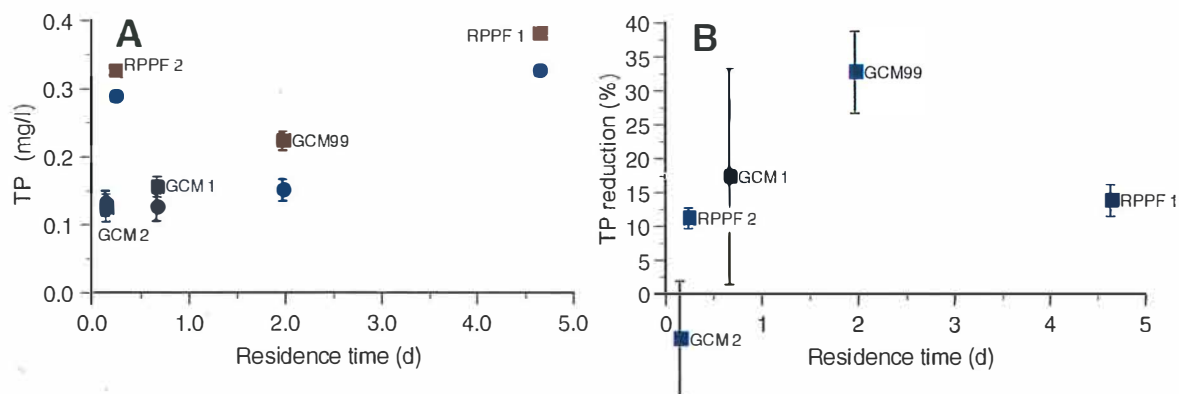 A
TP (mg/l)
0.4
0.3
0.2
0.1
0.0
RPPF 2
RPPF 1
GCM99
GCM 1
GCM 2
0.0 1.0 2.0 3.0 4.0 5.0
Residence time (d)
B
TP reduction (%)
40
35
30
25
20
15
10
5
0
GCM99
GCM 1
RPPF 2
RPPF 1
GCM 2
0 1 2 3 4 5
Residence time (d)